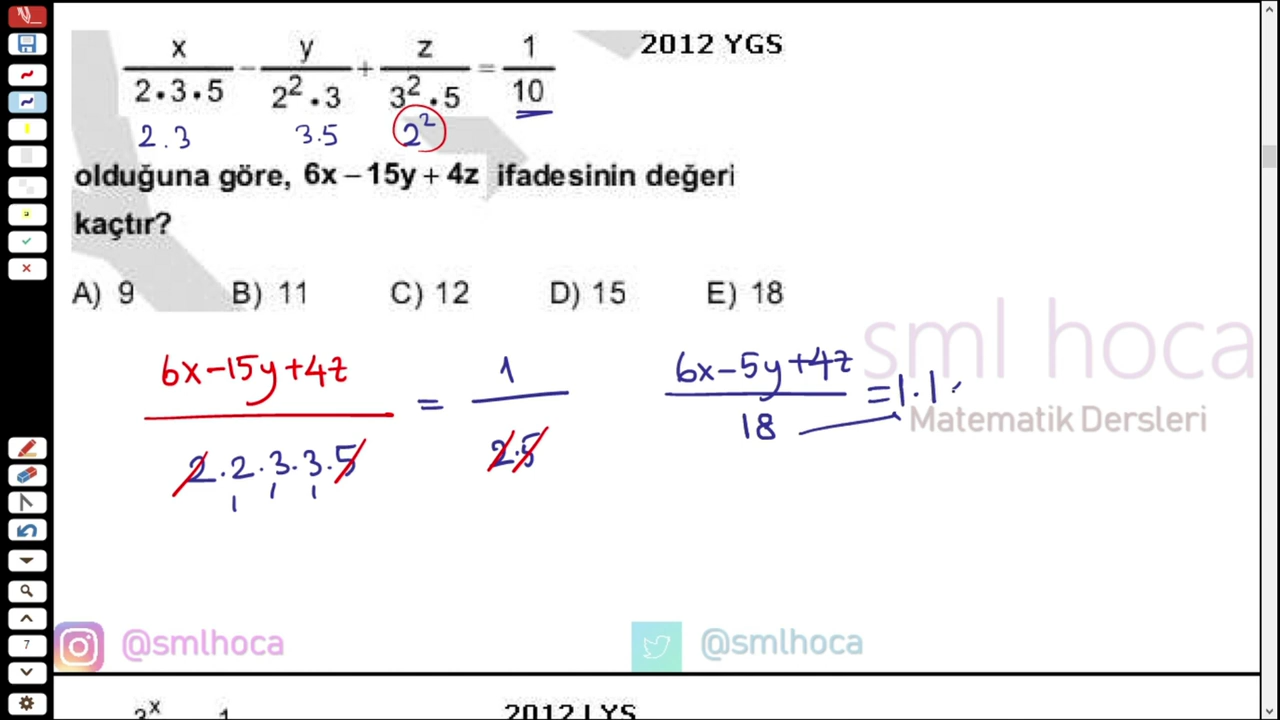 x/(2.3.5) - y/(2².3) + z/(3².5) = 1/10 2012 YGS
2.3 3.5 2²
olduğuna göre, 6x - 15y + 4z ifadesinin değeri
kaçtır?
A) 9 B) 11 C) 12 D) 15 E) 18
sml hoca
Matematik Dersleri
(6x-15y+4z)/(2.2.3.3.5) = 1/(2.5)
(6x-5y+4z)/18 = 1.1
@smlhoca @smlhoca
7
2012 LYS